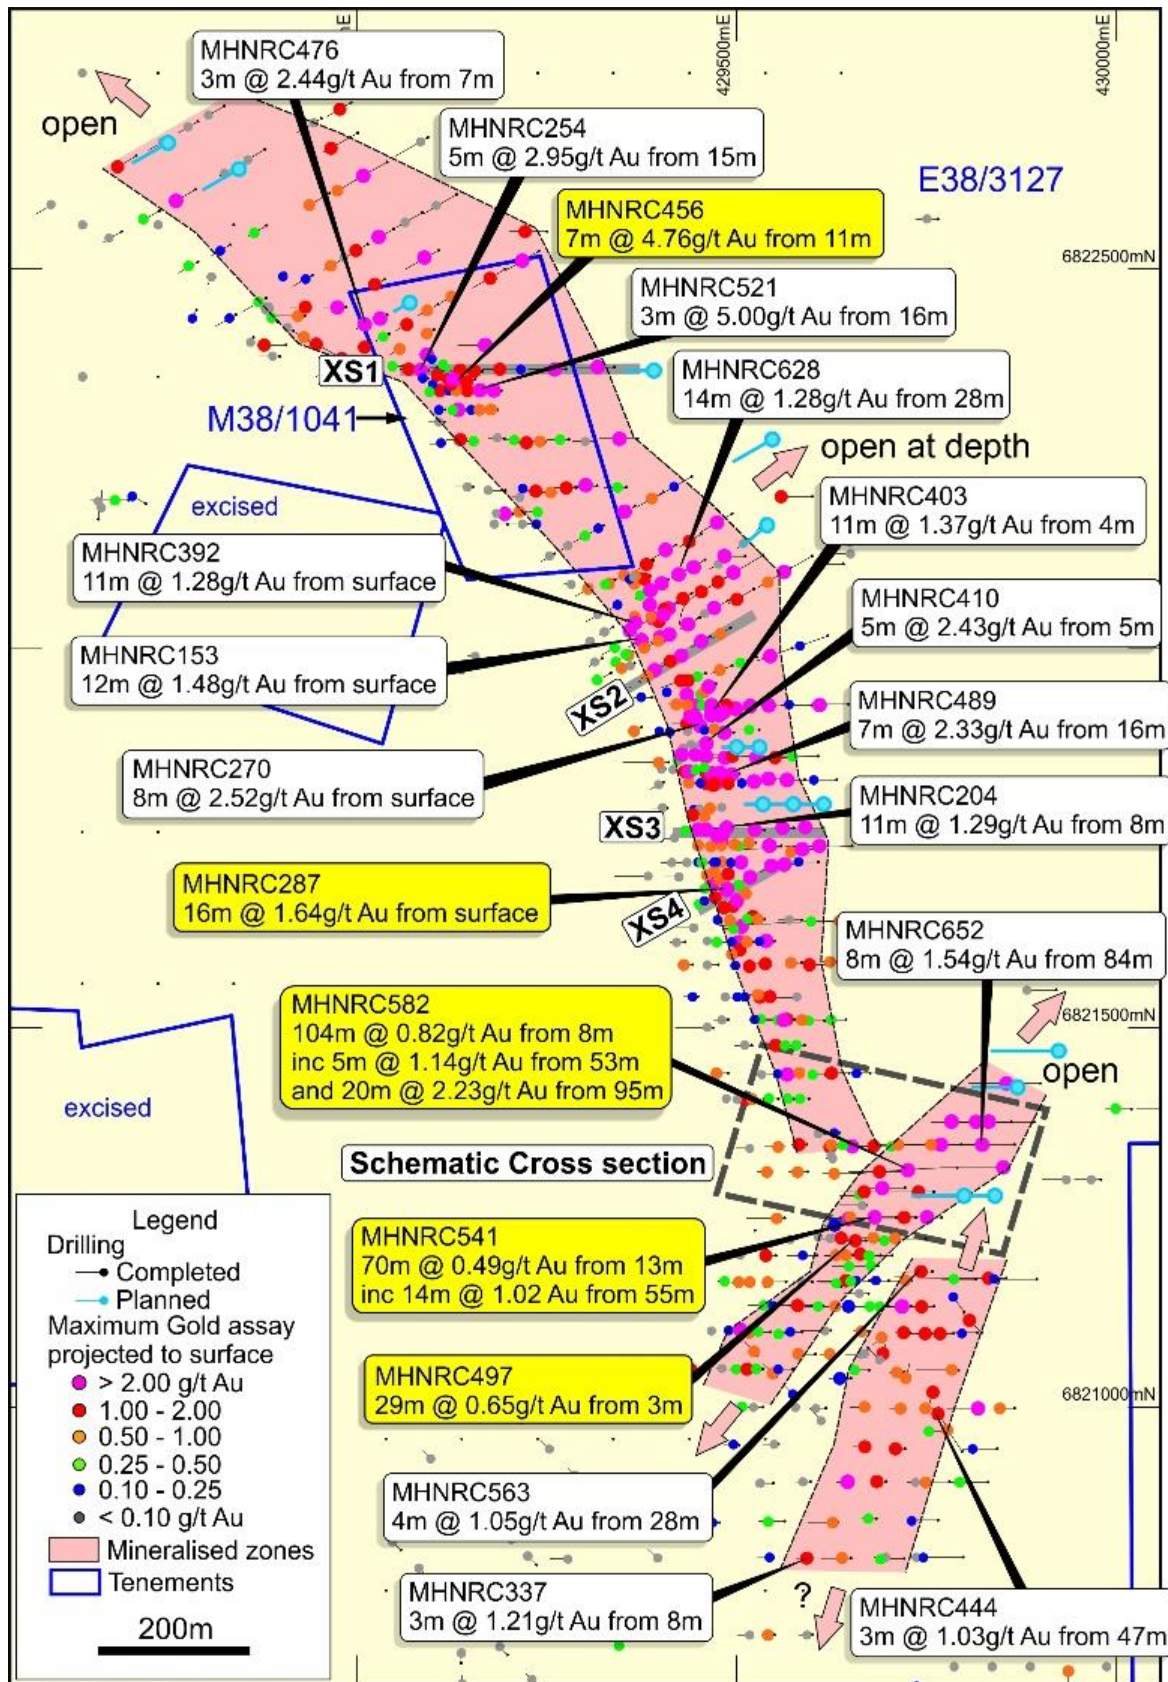 mE
429500mE
430000mE
MHNRC476
3m @ 2.44g/t Au from 7m
open
MHNRC254
5m @ 2.95g/t Au from 15m
E38/3127
MHNRC456
7m @ 4.76g/t Au from 11m
6822500mN
MHNRC521
3m @ 5.00g/t Au from 16m
XS1
MHNRC628
14m @ 1.28g/t Au from 28m
M38/1041
open at depth
excised
MHNRC403
11m @ 1.37g/t Au from 4m
MHNRC392
11m @ 1.28g/t Au from surface
MHNRC410
5m @ 2.43g/t Au from 5m
MHNRC153
12m @ 1.48g/t Au from surface
XS2
MHNRC489
7m @ 2.33g/t Au from 16m
MHNRC270
8m @ 2.52g/t Au from surface
MHNRC204
11m @ 1.29g/t Au from 8m
XS3
MHNRC287
16m @ 1.64g/t Au from surface
XS4
MHNRC652
8m @ 1.54g/t Au from 84m
MHNRC582
104m @ 0.82g/t Au from 8m
inc 5m @ 1.14g/t Au from 53m
and 20m @ 2.23g/t Au from 95m
6821500mN
open
excised
Schematic Cross section
MHNRC541
70m @ 0.49g/t Au from 13m
inc 14m @ 1.02 Au from 55m
MHNRC497
29m @ 0.65g/t Au from 3m
6821000mN
MHNRC563
4m @ 1.05g/t Au from 28m
MHNRC337
3m @ 1.21g/t Au from 8m
?
MHNRC444
3m @ 1.03g/t Au from 47m
Legend
Drilling
Completed
Planned
Maximum Gold assay
projected to surface
> 2.00 g/t Au
1.00 - 2.00
0.50 - 1.00
0.25 - 0.50
0.10 - 0.25
< 0.10 g/t Au
Mineralised zones
Tenements
200m